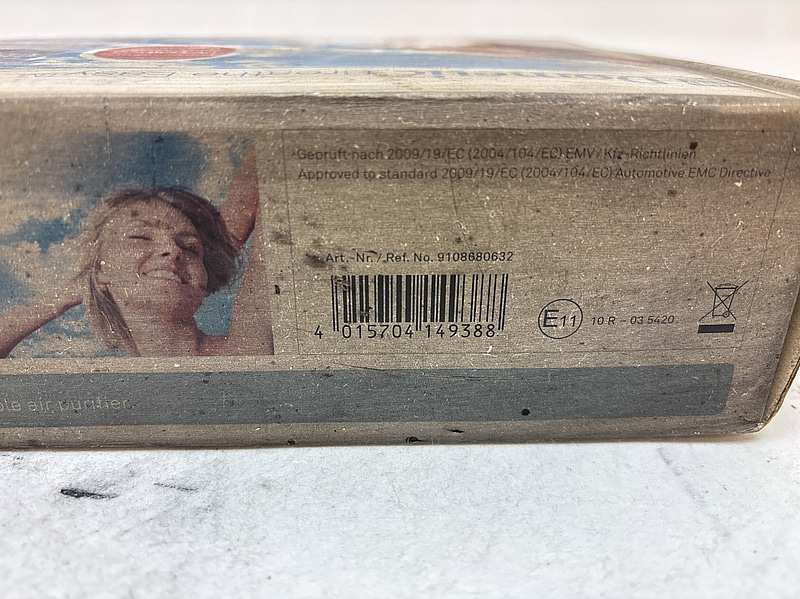 Geprüft nach 2009/19/EC (2004/104/EC) EMV/Kfz-Richtlinien
Approved to standard 2009/19/EC (2004/104/EC) Automotive EMC Directive
Art.-Nr./Ref. No. 9108680632
4 015704 149388
E11 10 R – 03 5420
ble air purifier